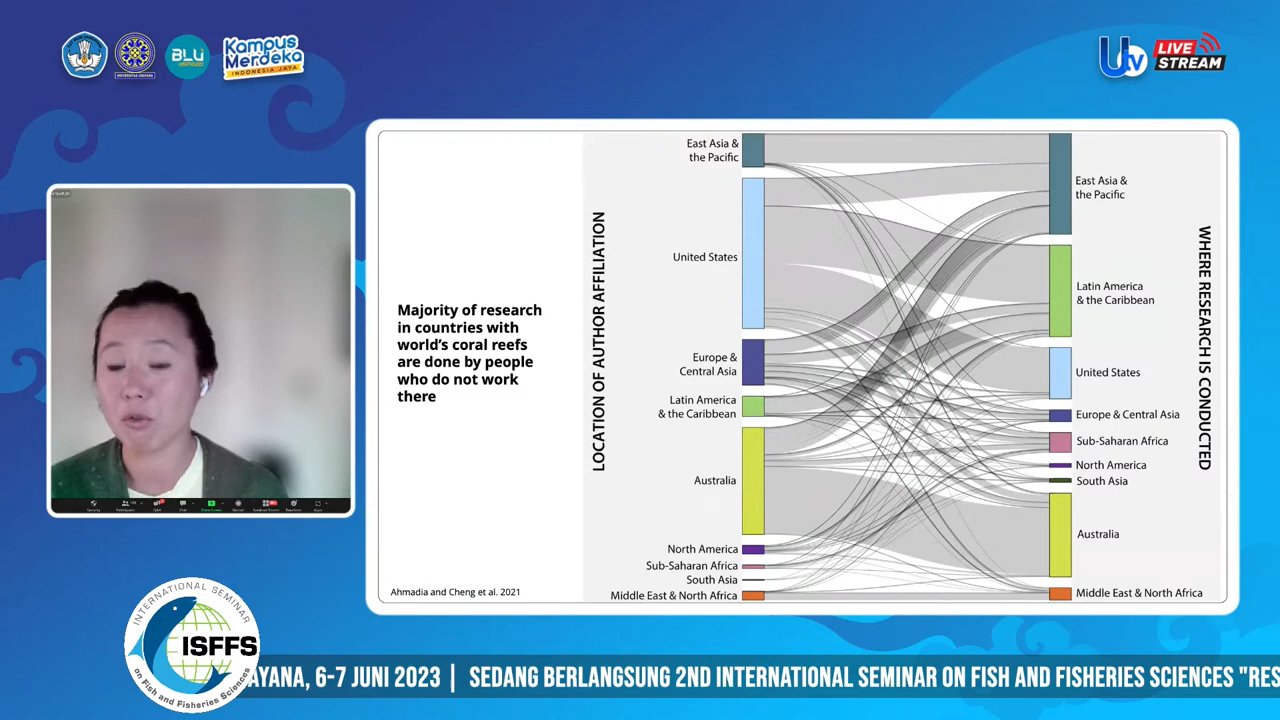 UNIVERSITAS UDAYANA
BLU
Kampus
Merdeka
INDONESIA JAYA
Utv
LIVE
STREAM
Majority of research
in countries with
world's coral reefs
are done by people
who do not work
there
Ahmadia and Cheng et al. 2021
LOCATION OF AUTHOR AFFILIATION
East Asia &
the Pacific
United States
Europe &
Central Asia
Latin America
& the Caribbean
Australia
North America
Sub-Saharan Africa
South Asia
Middle East & North Africa
East Asia &
the Pacific
Latin America
& the Caribbean
United States
Europe & Central Asia
Sub-Saharan Africa
North America
South Asia
Australia
Middle East & North Africa
WHERE RESEARCH IS CONDUCTED
INTERNATIONAL SEMINAR
ISFFS
on Fish and Fisheries Sciences
AYANA, 6-7 JUNI 2023 | SEDANG BERLANGSUNG 2ND INTERNATIONAL SEMINAR ON FISH AND FISHERIES SCIENCES "RES